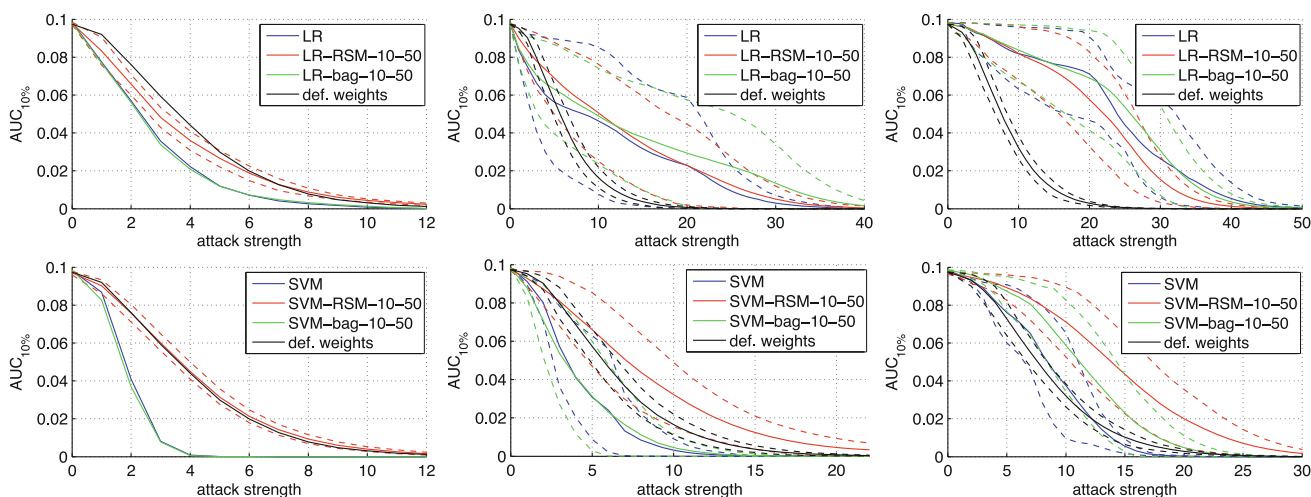 0.1
0.08
0.06
0.04
0.02
0
AUC10%
LR
LR-RSM-10-50
LR-bag-10-50
def. weights
0 2 4 6 8 10 12
attack strength
0.1
0.08
0.06
0.04
0.02
0
AUC10%
LR
LR-RSM-10-50
LR-bag-10-50
def. weights
0 10 20 30 40
attack strength
0.1
0.08
0.06
0.04
0.02
0
AUC10%
LR
LR-RSM-10-50
LR-bag-10-50
def. weights
0 10 20 30 40 50
attack strength
0.1
0.08
0.06
0.04
0.02
0
AUC10%
SVM
SVM-RSM-10-50
SVM-bag-10-50
def. weights
0 2 4 6 8 10 12
attack strength
0.1
0.08
0.06
0.04
0.02
0
AUC10%
SVM
SVM-RSM-10-50
SVM-bag-10-50
def. weights
0 5 10 15 20
attack strength
0.1
0.08
0.06
0.04
0.02
0
AUC10%
SVM
SVM-RSM-10-50
SVM-bag-10-50
def. weights
0 5 10 15 20 25 30
attack strength